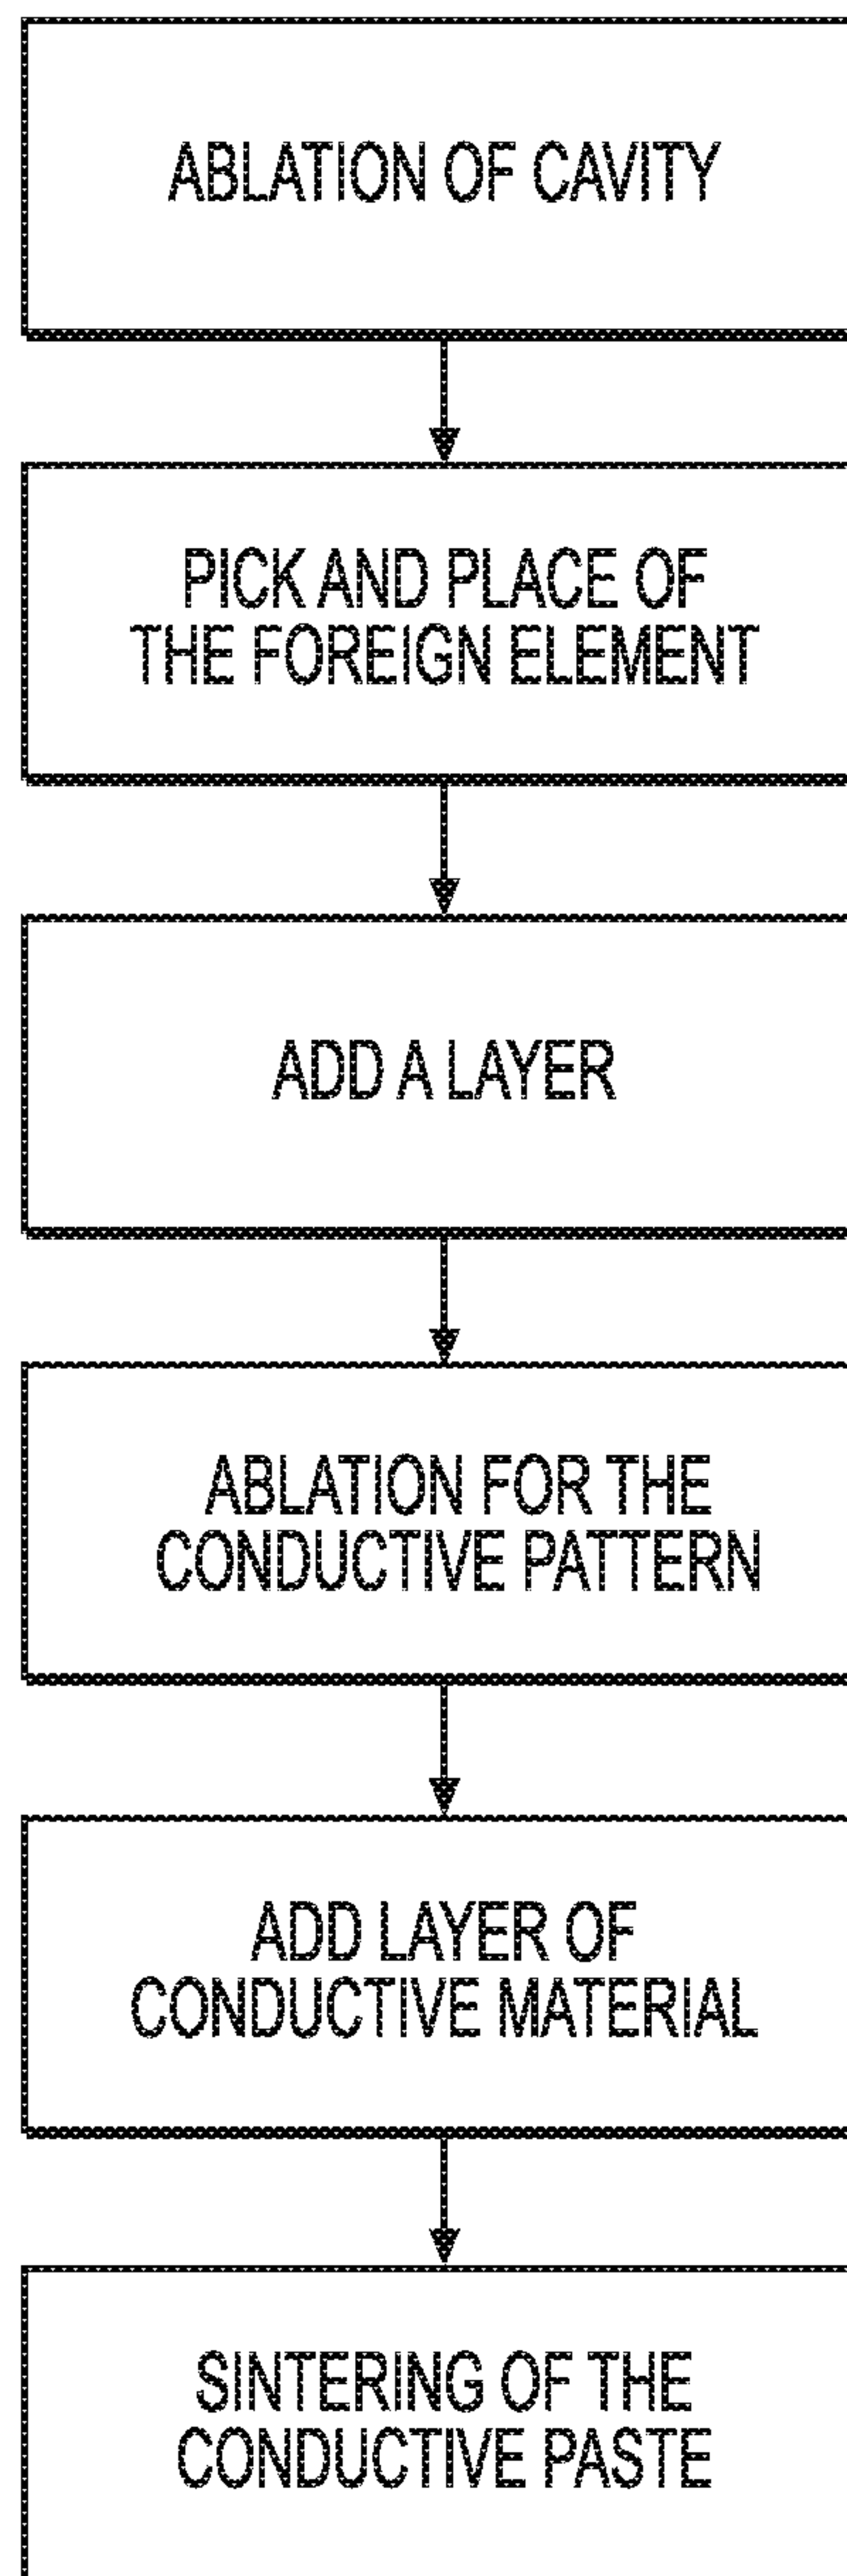 ABLATION OF CAVITY
PICK AND PLACE OF
THE FOREIGN ELEMENT
ADD A LAYER
ABLATION FOR THE
CONDUCTIVE PATTERN
ADD LAYER OF
CONDUCTIVE MATERIAL
SINTERING OF THE
CONDUCTIVE PASTE